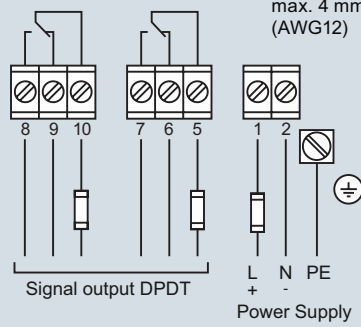 max. 4 mm
(AWG12)
8 9 10 7 6 5 1 2
L N PE
+ -
Signal output DPDT
Power Supply